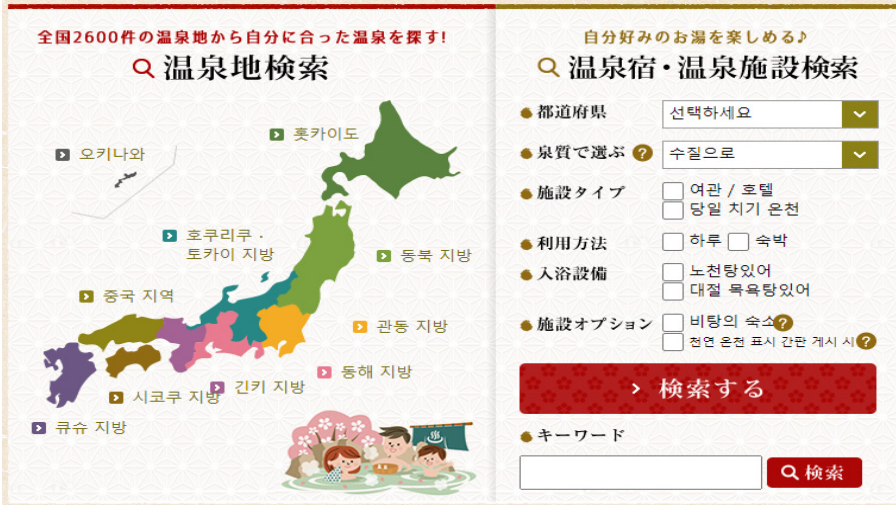 全国2600件の温泉地から自分に合った温泉を探す!
温泉地検索
홋카이도
오키나와
호쿠리쿠 ·
토카이 지방
동북 지방
중국 지역
관동 지방
동해 지방
긴키 지방
시코쿠 지방
큐슈 지방
自分好みのお湯を楽しめる♪
温泉宿・温泉施設検索
都道府県 선택하세요
泉質で選ぶ ? 수질으로
施設タイプ 여관 / 호텔
당일 치기 온천
利用方法 하루 숙박
入浴設備 노천탕있어
대절 목욕탕있어
施設オプション 비탕의 숙소 ?
천연 온천 표시 간판 게시 시 ?
検索する
キーワード
検索